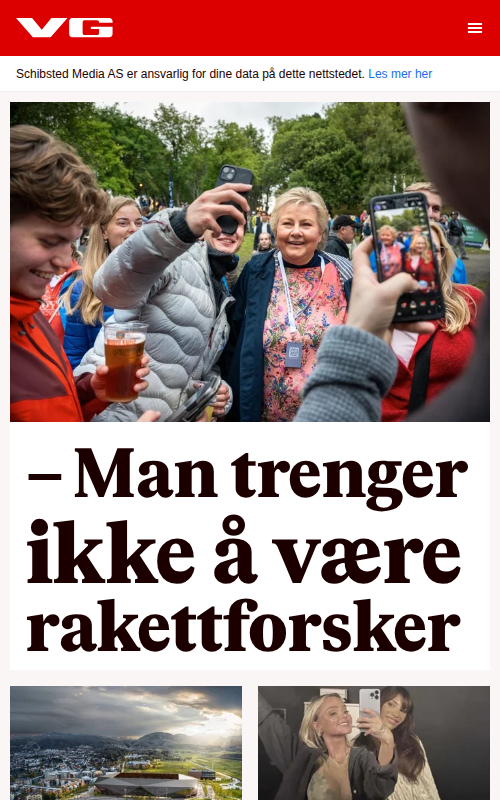 VG
Schibsted Media AS er ansvarlig for dine data på dette nettstedet. Les mer her
– Man trenger
ikke å være
rakettforsker